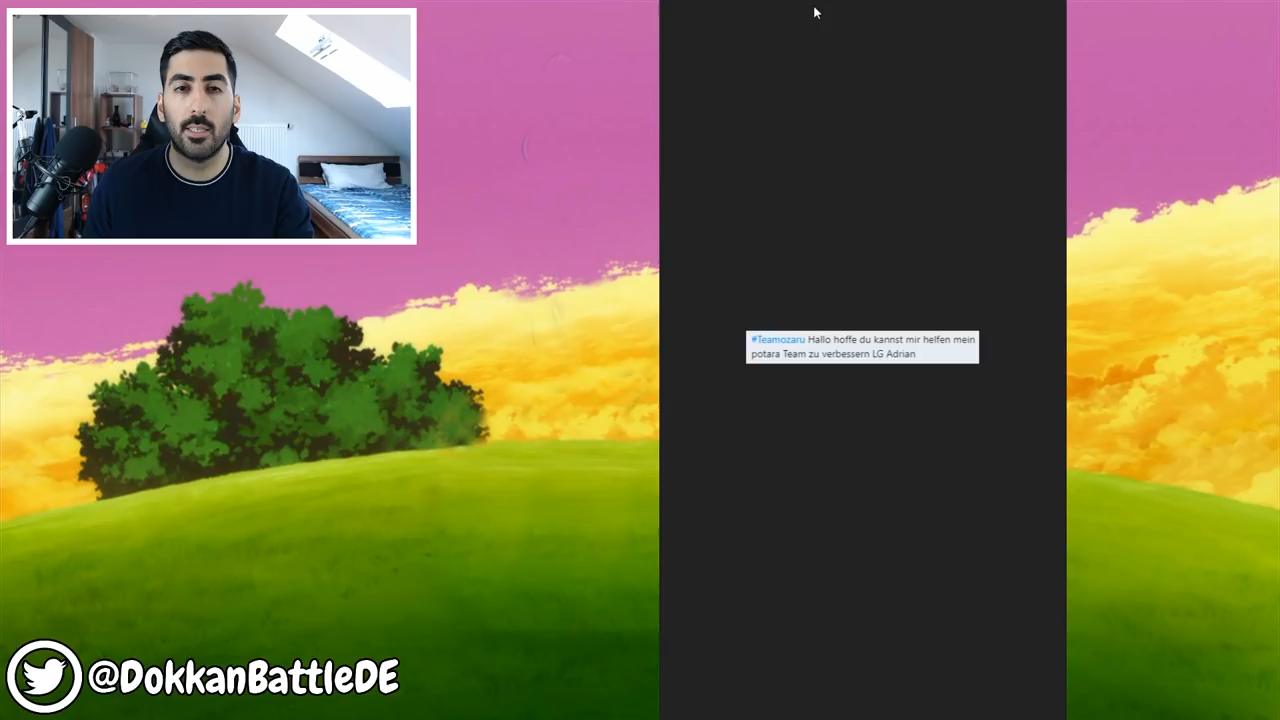 #Teamozaru Hallo hoffe du kannst mir helfen mein
potara Team zu verbessern LG Adrian
@DokkanBattleDE